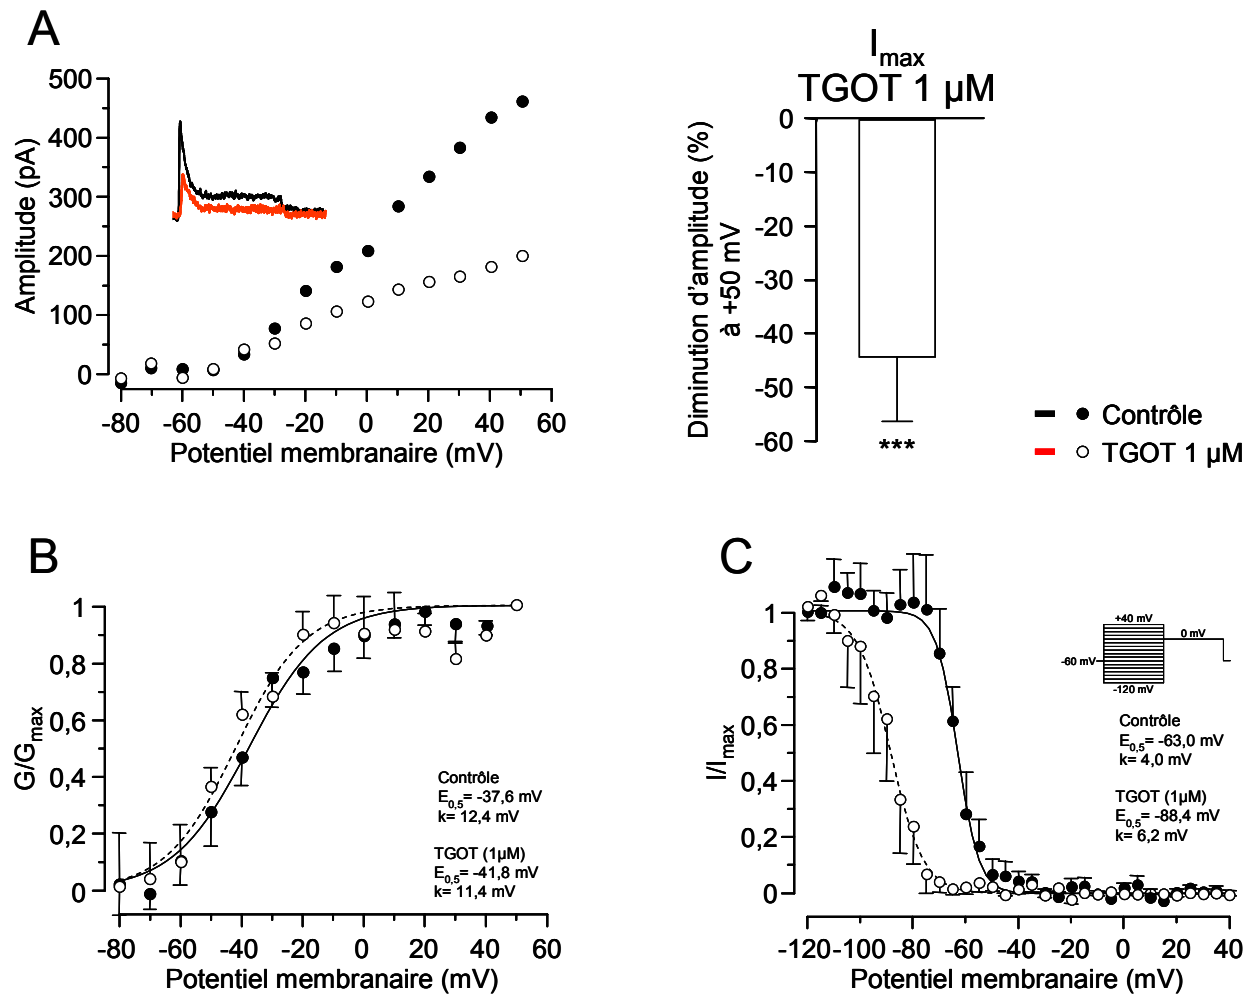 A
500
400
300
200
100
0
Amplitude (pA)
-80 -60 -40 -20 0 20 40 60
Potentiel membranaire (mV)
Imax
TGOT 1 µM
0
-10
-20
-30
-40
-50
-60
Diminution d'amplitude (%)
à +50 mV
***
Contrôle
TGOT 1 µM
B
1
0,8
0,6
0,4
0,2
0
G/Gmax
Contrôle
E0,5= -37,6 mV
k= 12,4 mV
TGOT (1µM)
E0,5= -41,8 mV
k= 11,4 mV
-80 -60 -40 -20 0 20 40 60
Potentiel membranaire (mV)
C
1
0,8
0,6
0,4
0,2
0
I/Imax
+40 mV
0 mV
-60 mV
-120 mV
Contrôle
E0,5= -63,0 mV
k= 4,0 mV
TGOT (1µM)
E0,5= -88,4 mV
k= 6,2 mV
-120 -100 -80 -60 -40 -20 0 20 40
Potentiel membranaire (mV)